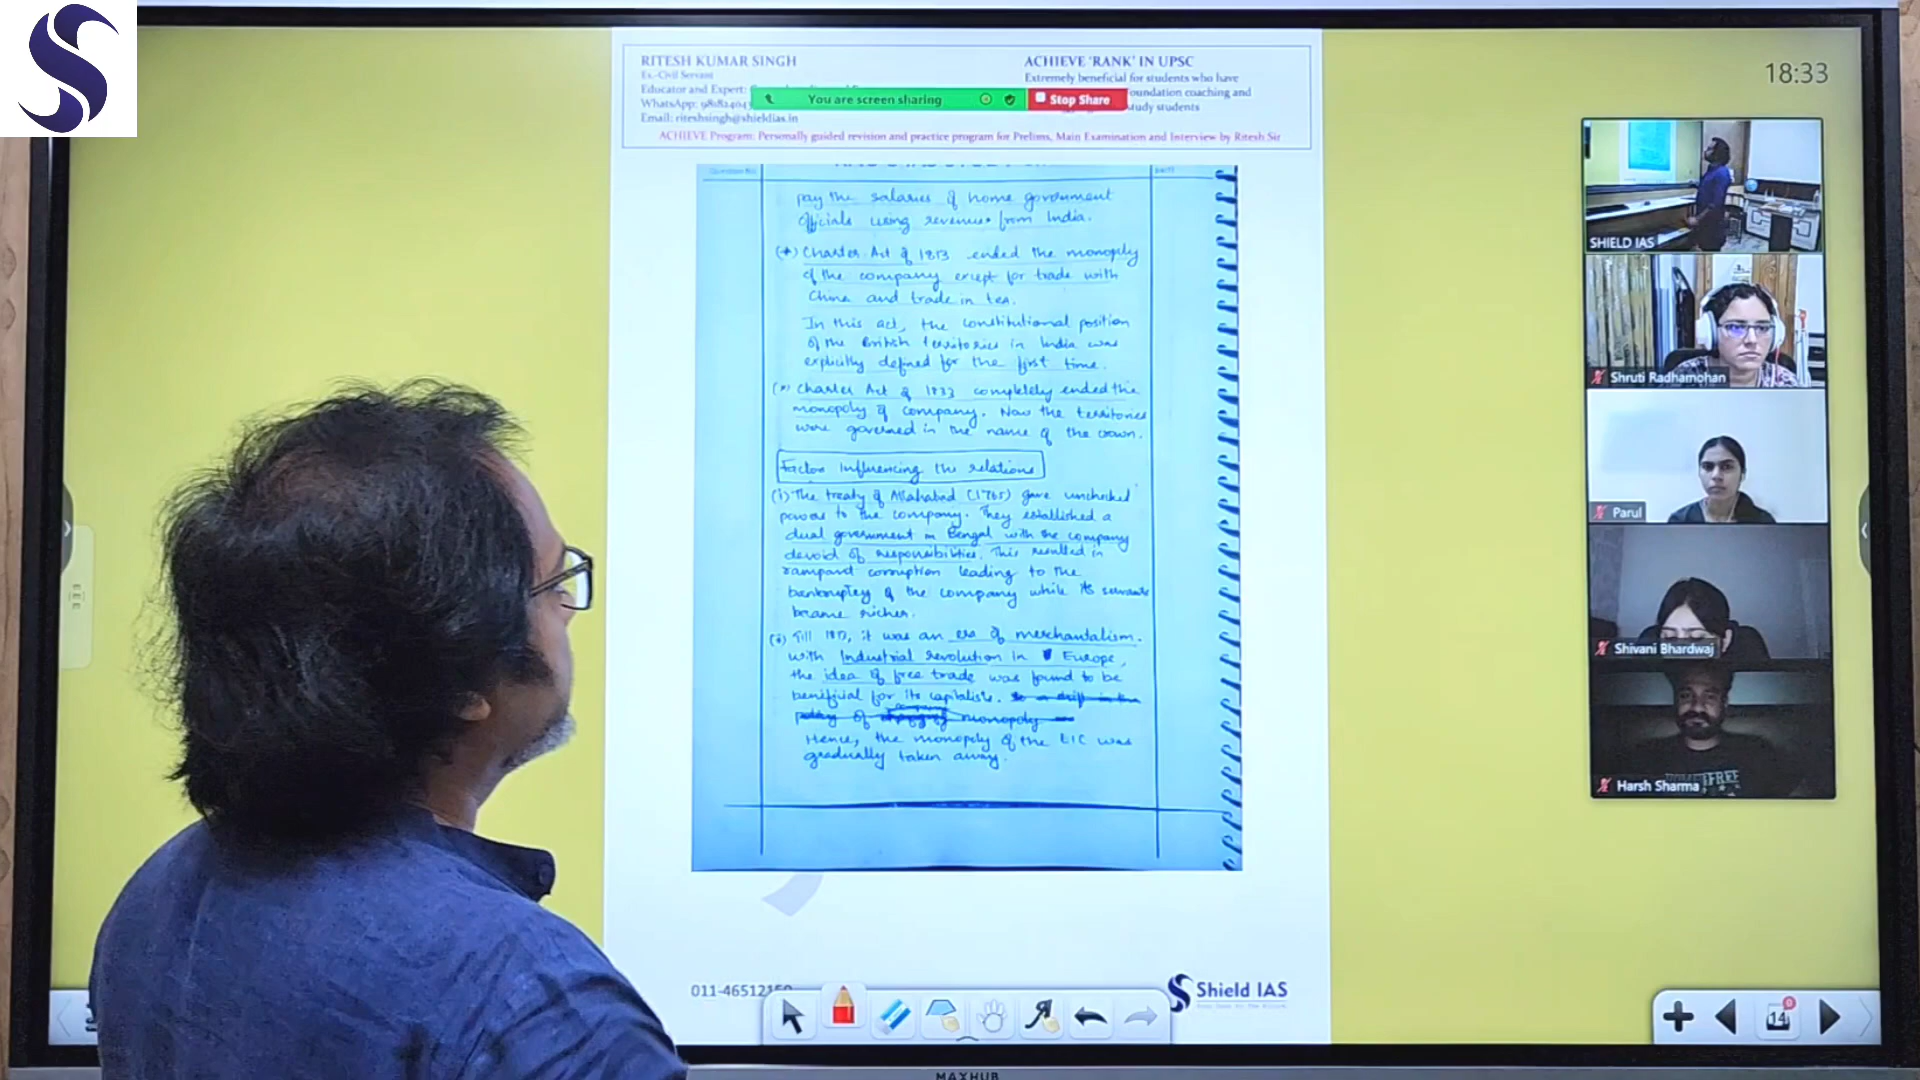 RITESH KUMAR SINGH
Ex.-Civil Servant
Educator and Expert:
WhatsApp: 98182404
Email: riteshsingh@shieldias.in
ACHIEVE 'RANK' IN UPSC
Extremely beneficial for students who have
oundation coaching and
study students
You are screen sharing
Stop Share
ACHIEVE Program: Personally guided revision and practice program for Prelims, Main Examination and Interview by Ritesh Sir
18:33
pay the salaries of home government
officials using revenues from India.
(*) Charter Act of 1813 ended the monopoly
of the company except for trade with
China and trade in tea.
In this act, the constitutional position
of the British territories in India was
explicitly defined for the first time.
(*) Charter Act of 1833 completely ended the
monopoly of company. Now the territories
were governed in the name of the crown.
Factor Influencing the relations
(i) The treaty of Allahabad (1765) gave unchecked
powers to the company. They established a
dual government in Bengal with the company
devoid of responsibilities. This resulted in
rampant corruption leading to the
bankruptcy of the company while its servants
became richer.
Till 1813, it was an era of merchantalism.
with Industrial revolution in Europe,
the idea of free trade was found to be
beneficial for its capitalists.
monopoly
Hence, the monopoly of the EIC was
gradually taken away.
SHIELD IAS
Shruti Radhamohan
Parul
Shivani Bhardwaj
Harsh Sharma
011-46512150
Shield IAS
14
MAXHUB